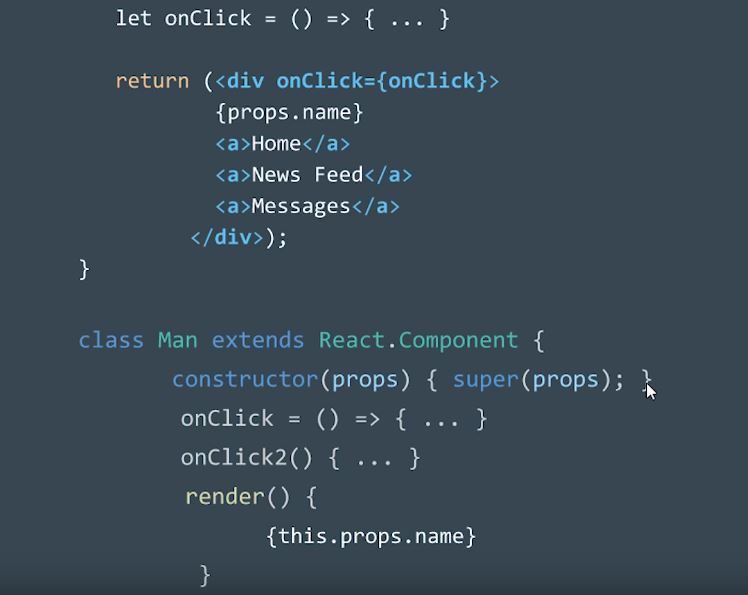 let onClick = () => { ... }
return (<div onClick={onClick}>
{props.name}
<a>Home</a>
<a>News Feed</a>
<a>Messages</a>
</div>);
}
class Man extends React.Component {
constructor(props) { super(props); }
onClick = () => { ... }
onClick2() { ... }
render() {
{this.props.name}
}